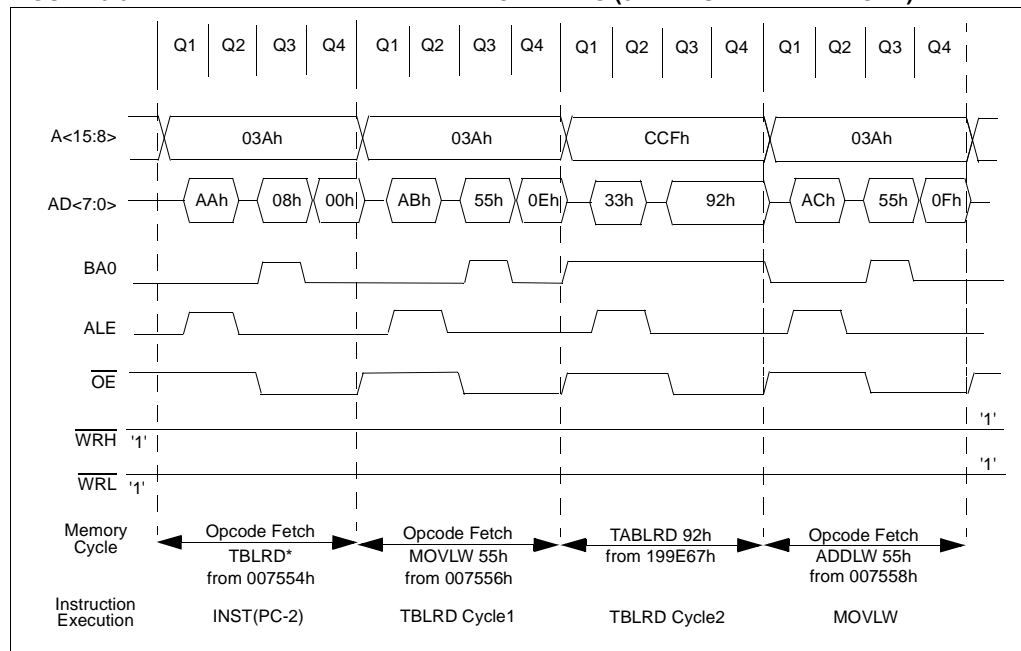 Q1 Q2 Q3 Q4 Q1 Q2 Q3 Q4 Q1 Q2 Q3 Q4 Q1 Q2 Q3 Q4
A<15:8> 03Ah 03Ah CCFh 03Ah
AD<7:0> AAh 08h 00h ABh 55h 0Eh 33h 92h ACh 55h 0Fh
BA0
ALE
OE
WRH '1' '1'
WRL '1' '1'
Memory Cycle
Opcode Fetch
TBLRD*
from 007554h
Opcode Fetch
MOVLW 55h
from 007556h
TABLRD 92h
from 199E67h
Opcode Fetch
ADDLW 55h
from 007558h
Instruction Execution
INST(PC-2) TBLRD Cycle1 TBLRD Cycle2 MOVLW